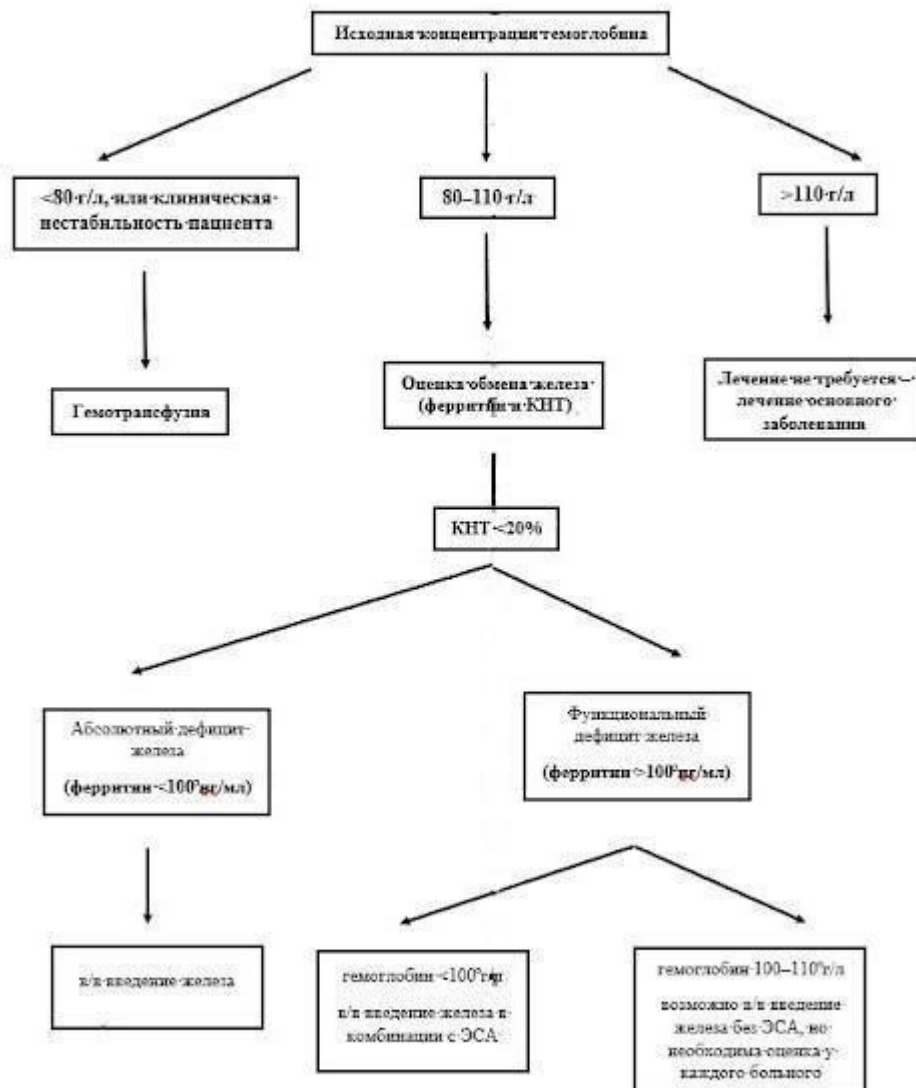 Исходная концентрация гемоглобина
<80 г/л, или клиническая
нестабильность пациента
80–110 г/л
>110 г/л
Гемотрансфузия
Оценка обмена железа
(ферритин и КНТ)
Лечение не требуется –
лечение основного
заболевания
КНТ <20%
Абсолютный дефицит
железа
(ферритин <100 нг/мл)
Функциональный
дефицит железа
(ферритин >100 нг/мл)
в/в введение железа
гемоглобин <100 г/л
в/в введение железа в
комбинации с ЭСА
гемоглобин 100–110 г/л
возможно в/в введение
железа без ЭСА, но
необходима оценка у
каждого больного